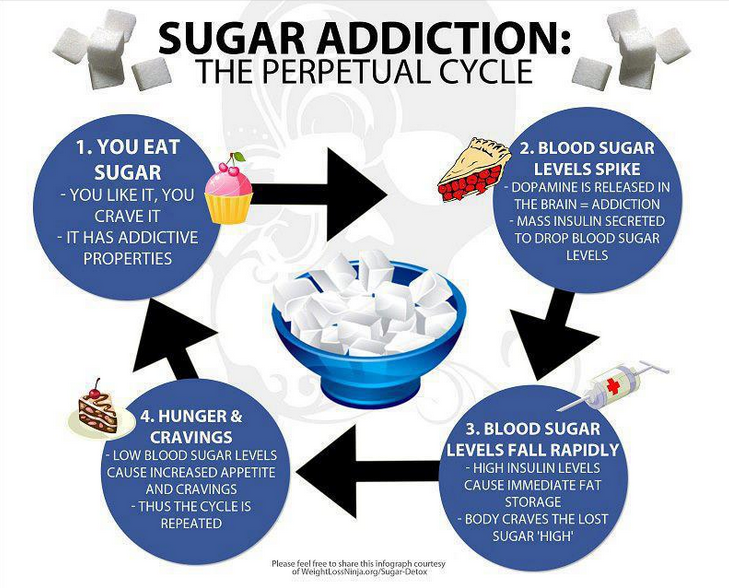 SUGAR ADDICTION:
THE PERPETUAL CYCLE
1. YOU EAT
SUGAR
- YOU LIKE IT, YOU
CRAVE IT
- IT HAS ADDICTIVE
PROPERTIES
2. BLOOD SUGAR
LEVELS SPIKE
- DOPAMINE IS RELEASED IN
THE BRAIN = ADDICTION
- MASS INSULIN SECRETED
TO DROP BLOOD SUGAR
LEVELS
3. BLOOD SUGAR
LEVELS FALL RAPIDLY
- HIGH INSULIN LEVELS
CAUSE IMMEDIATE FAT
STORAGE
- BODY CRAVES THE LOST
SUGAR 'HIGH'
4. HUNGER &
CRAVINGS
- LOW BLOOD SUGAR LEVELS
CAUSE INCREASED APPETITE
AND CRAVINGS
- THUS THE CYCLE IS
REPEATED
Please feel free to share this infograph courtesy
of WeightLossNinja.org/Sugar-Detox